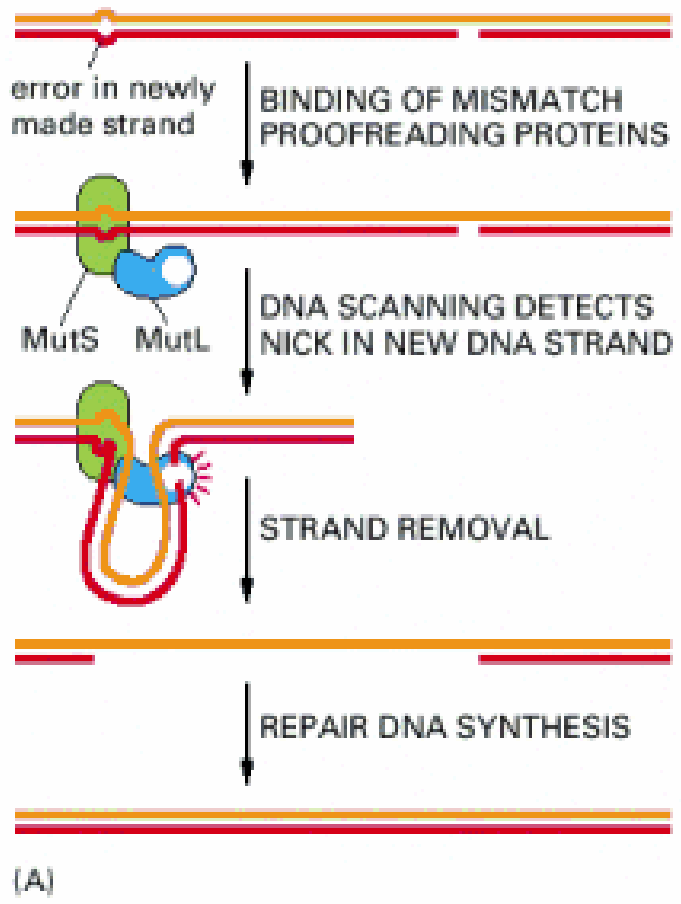 error in newly
made strand
BINDING OF MISMATCH
PROOFREADING PROTEINS
MutS MutL
DNA SCANNING DETECTS
NICK IN NEW DNA STRAND
STRAND REMOVAL
REPAIR DNA SYNTHESIS
(A)